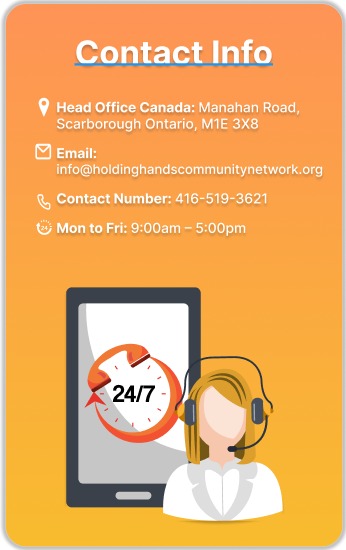 Contact Info
Head Office Canada: Manahan Road,
Scarborough Ontario, M1E 3X8
Email:
info@holdinghandscommunitynetwork.org
Contact Number: 416-519-3621
Mon to Fri: 9:00am – 5:00pm
24/7